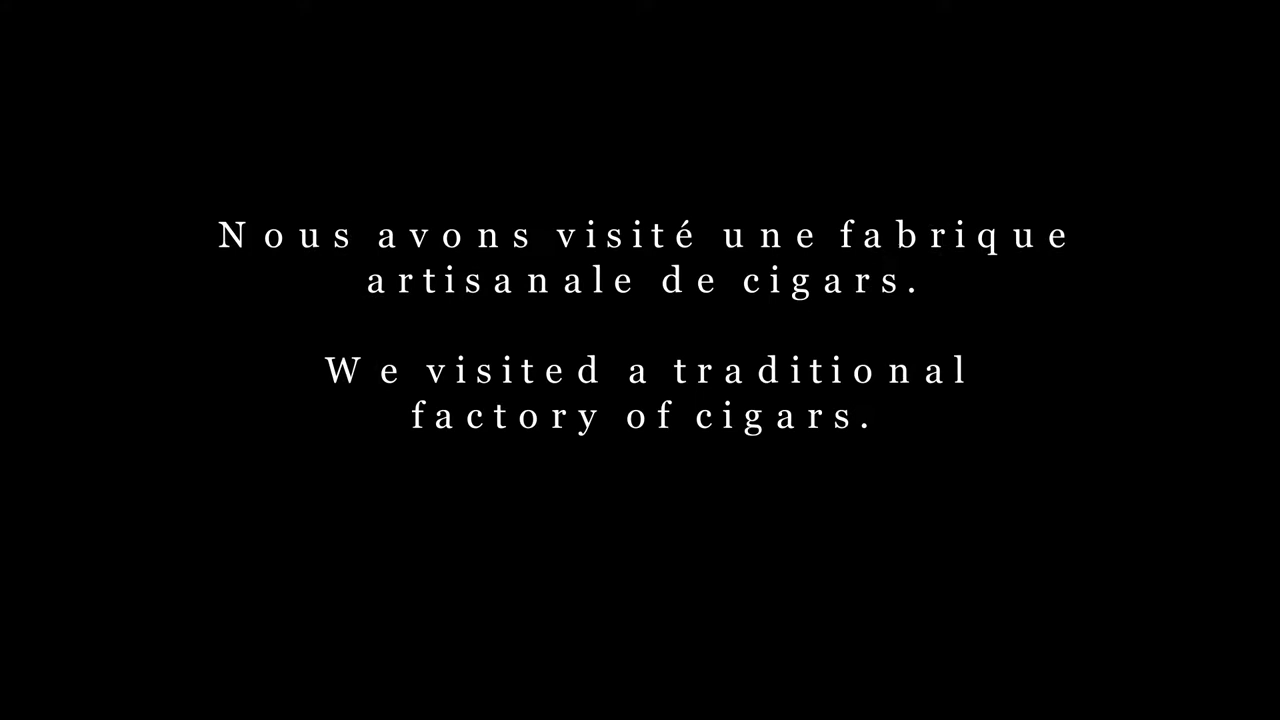 Nous avons visité une fabrique
artisanale de cigars.
We visited a traditional
factory of cigars.